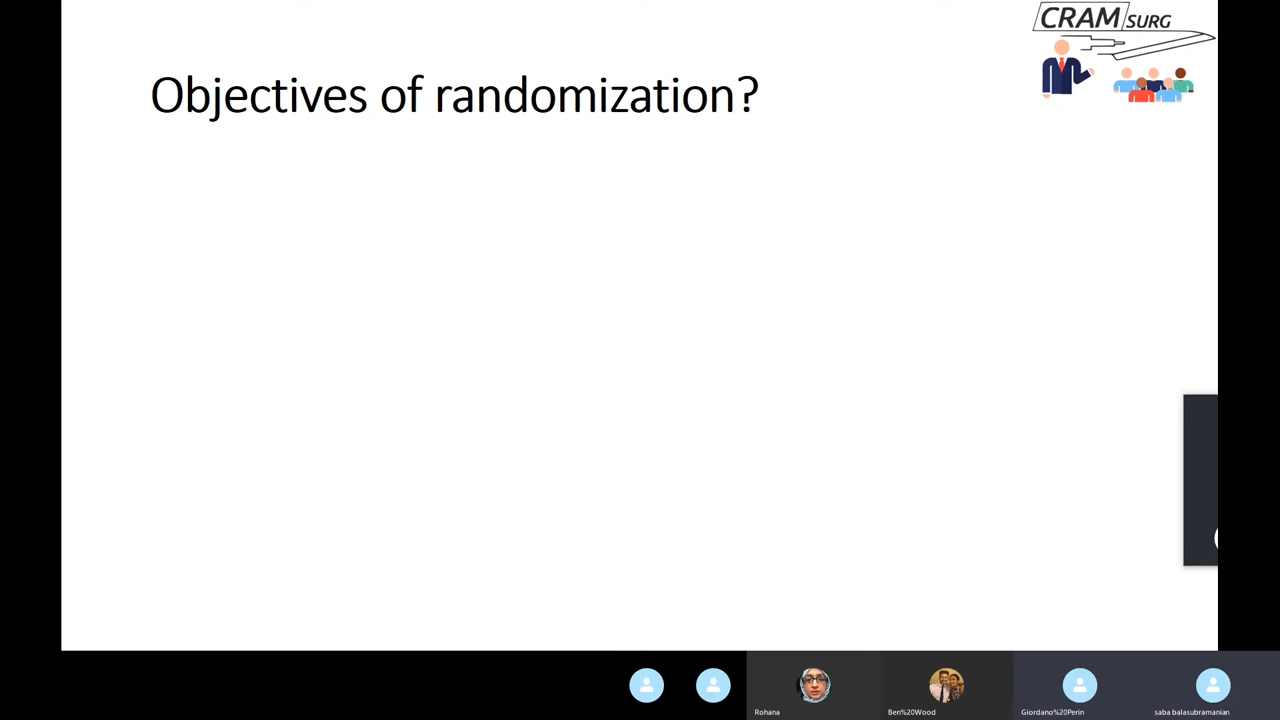 CRAM SURG
Objectives of randomization?
Rohana
Ben%20Wood
Giordano%20Perin
saba balasubramanian